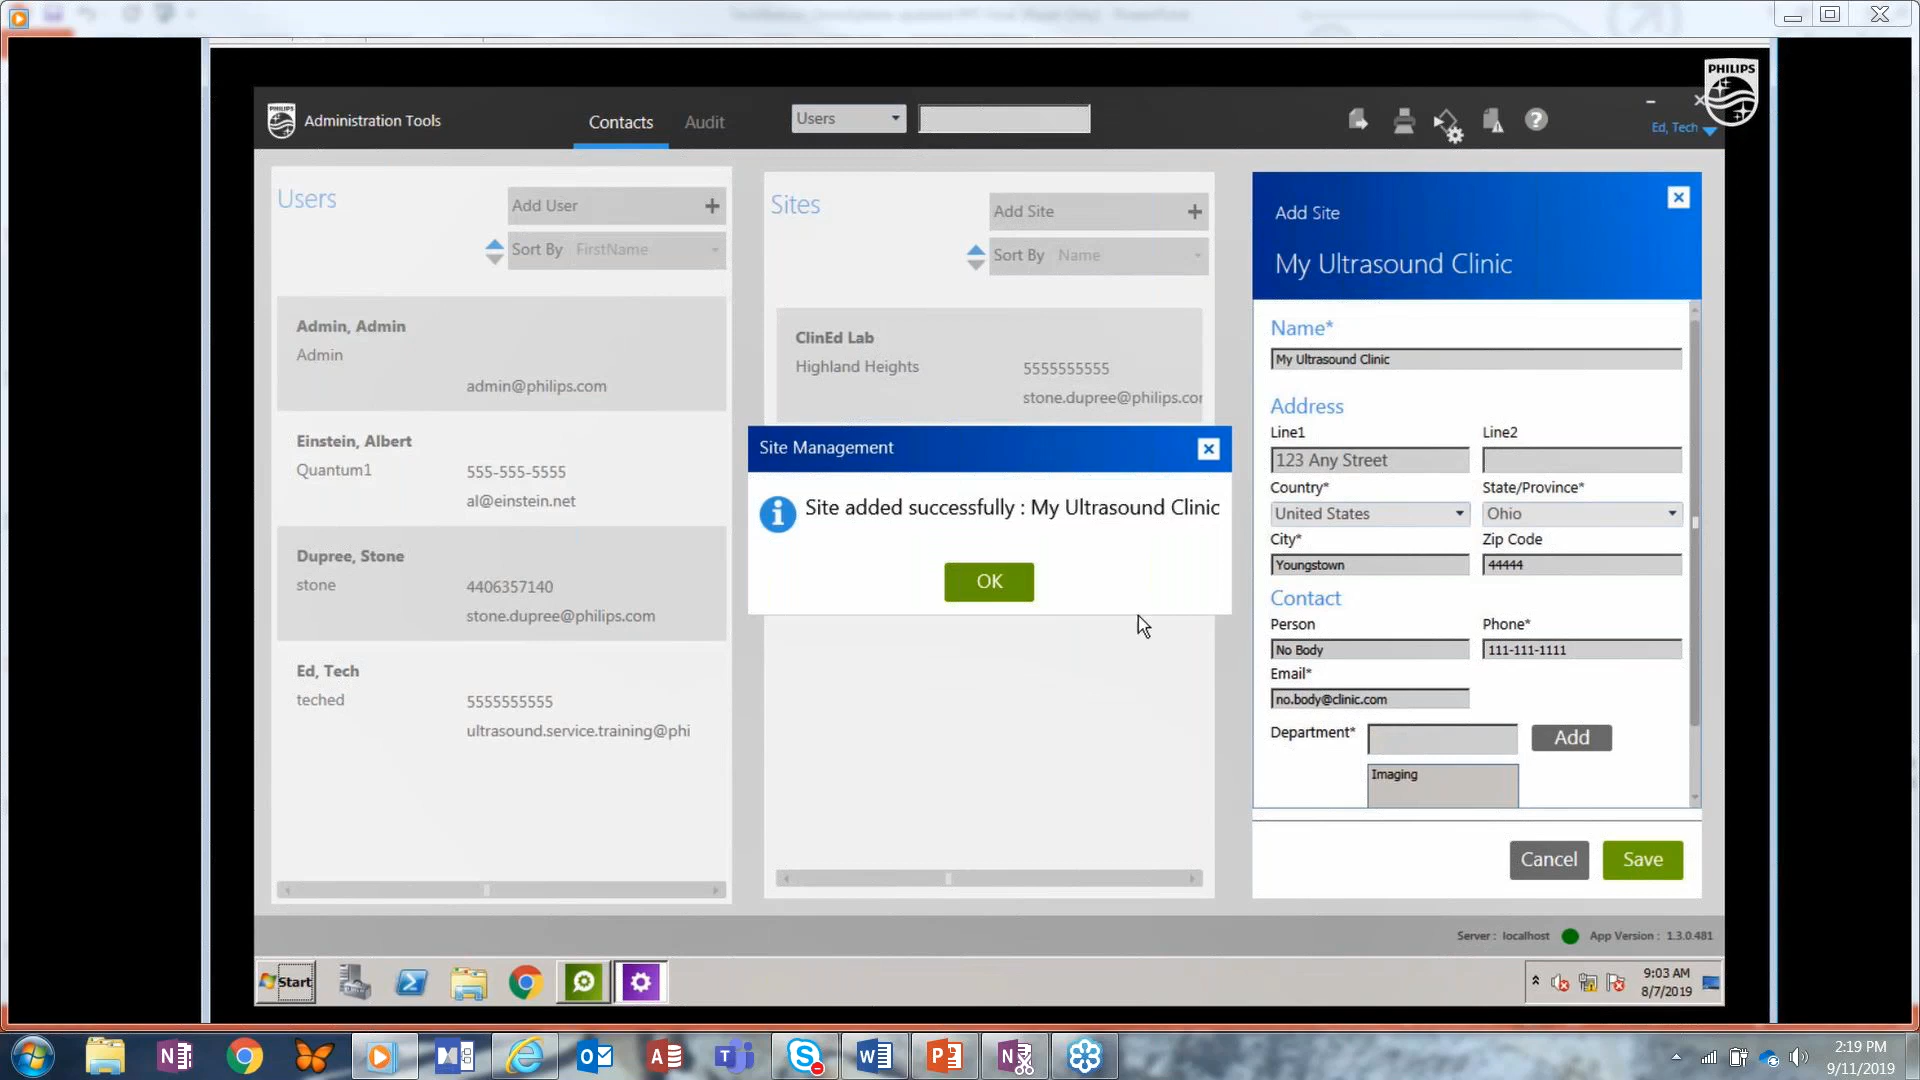 PHILIPS
PHILIPS
Administration Tools
Contacts
Audit
Users
Ed, Tech
Users
Add User
Sort By FirstName
Admin, Admin
Admin
admin@philips.com
Einstein, Albert
Quantum1
555-555-5555
al@einstein.net
Dupree, Stone
stone
4406357140
stone.dupree@philips.com
Ed, Tech
teched
5555555555
ultrasound.service.training@phi
Sites
Add Site
Sort By Name
ClinEd Lab
Highland Heights
5555555555
stone.dupree@philips.cor
Site Management
Site added successfully : My Ultrasound Clinic
OK
Add Site
My Ultrasound Clinic
Name*
My Ultrasound Clinic
Address
Line1
Line2
123 Any Street
Country*
State/Province*
United States
Ohio
City*
Zip Code
Youngstown
44444
Contact
Person
Phone*
No Body
111-111-1111
Email*
no.body@clinic.com
Department*
Add
Imaging
Cancel
Save
Server : localhost
App Version : 1.3.0.481
Start
9:03 AM
8/7/2019
2:19 PM
9/11/2019